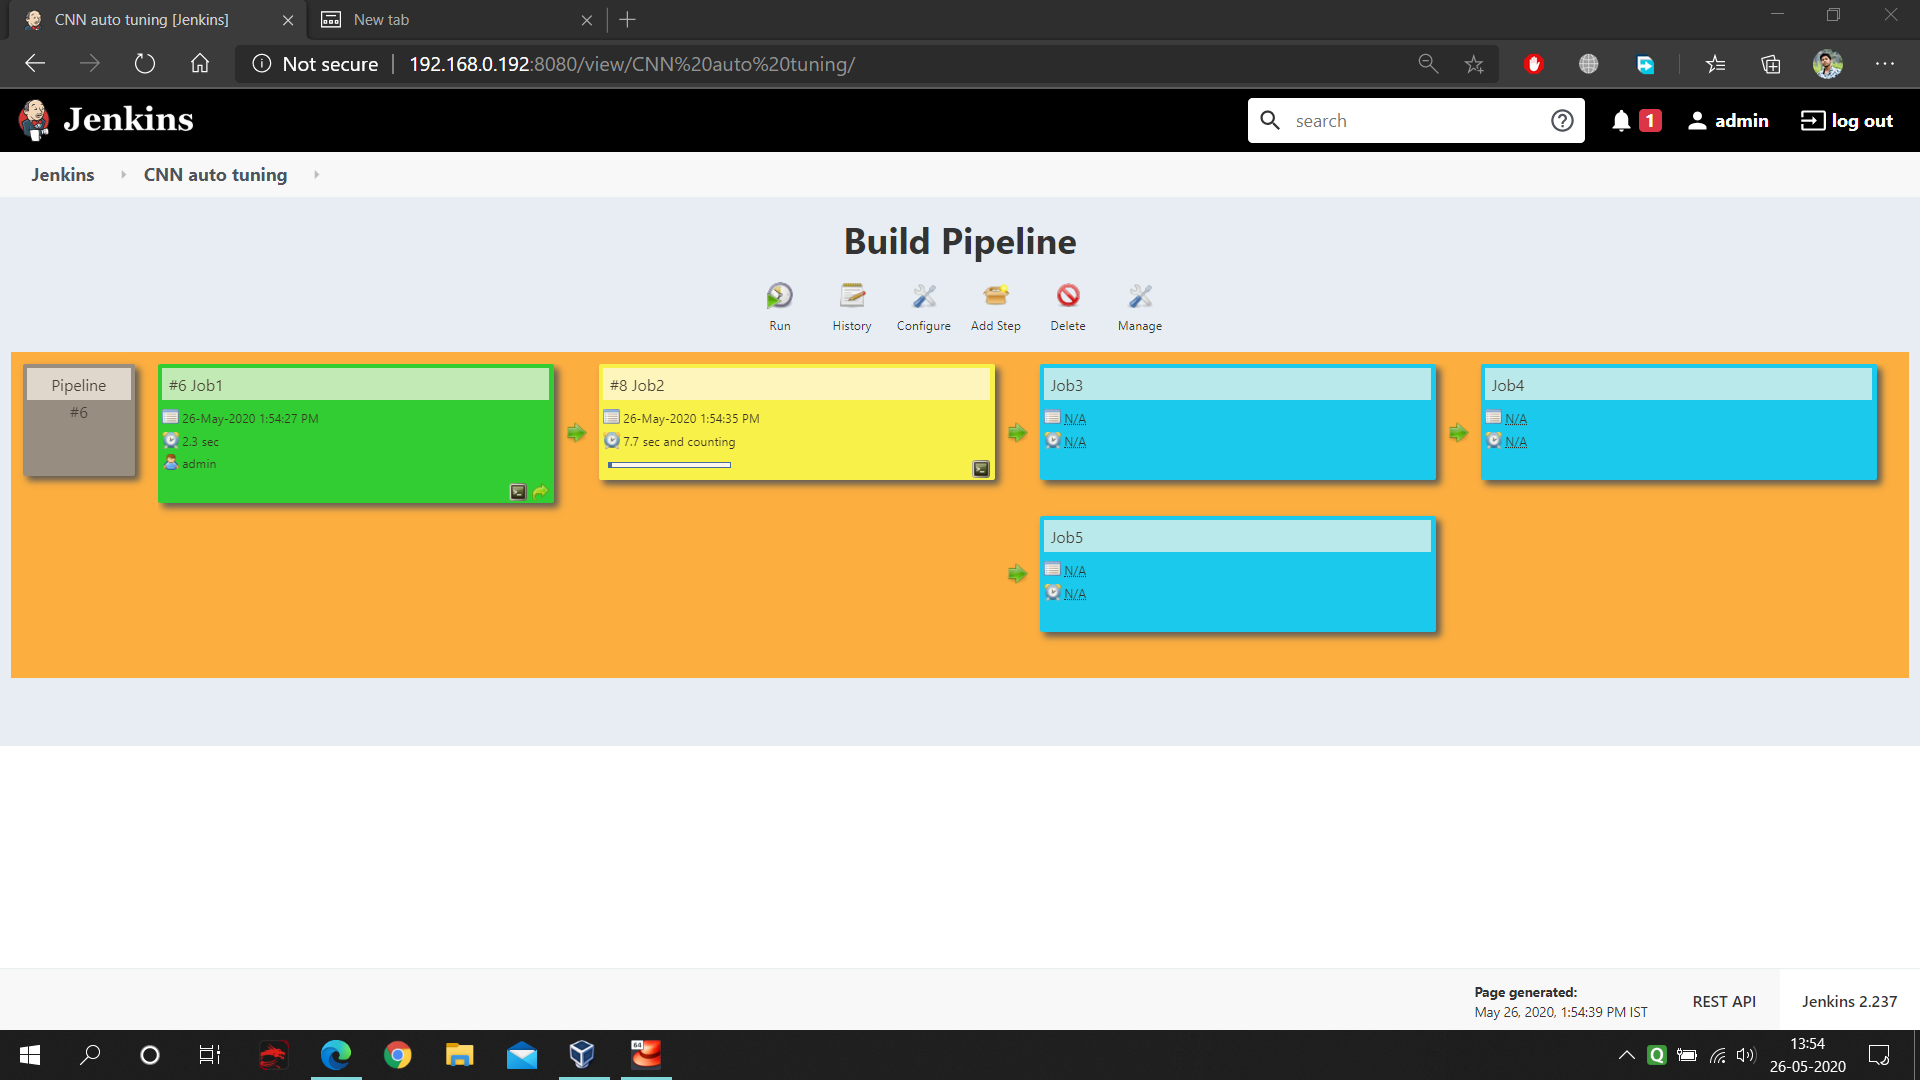 CNN auto tuning [Jenkins]
New tab
Not secure | 192.168.0.192:8080/view/CNN%20auto%20tuning/
Jenkins
search
1
admin
log out
Jenkins
CNN auto tuning
Build Pipeline
Run
History
Configure
Add Step
Delete
Manage
Pipeline
#6
#6 Job1
26-May-2020 1:54:27 PM
2.3 sec
admin
#8 Job2
26-May-2020 1:54:35 PM
7.7 sec and counting
Job3
N/A
N/A
Job4
N/A
N/A
Job5
N/A
N/A
Page generated:
May 26, 2020, 1:54:39 PM IST
REST API
Jenkins 2.237
64
Q
13:54
26-05-2020